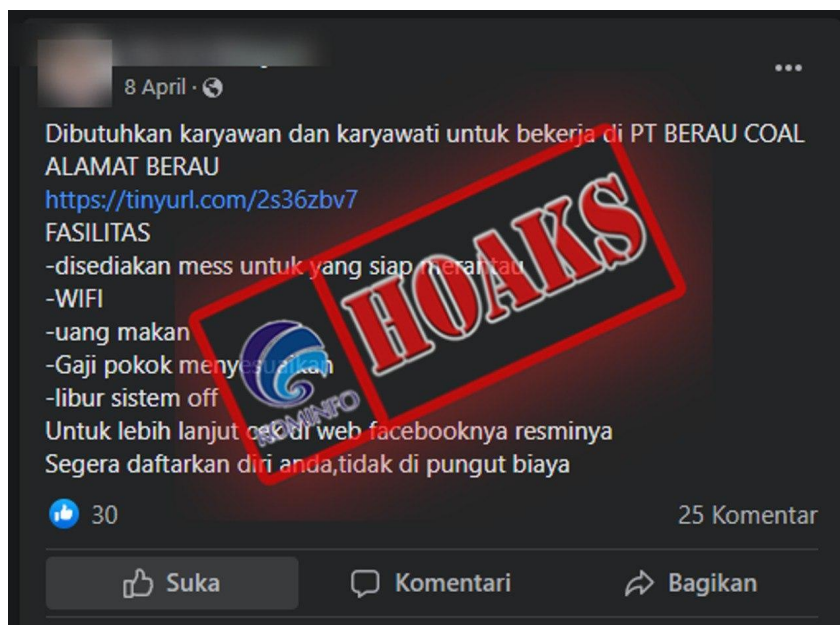 8 April
Dibutuhkan karyawan dan karyawati untuk bekerja di PT BERAU COAL
ALAMAT BERAU
https://tinyurl.com/2s36zbv7
FASILITAS
-disediakan mess untuk yang siap merantau
-WIFI
-uang makan
-Gaji pokok menyesuaikan
-libur sistem off
Untuk lebih lanjut cek di web facebooknya resminya
Segera daftarkan diri anda,tidak di pungut biaya
HOAKS
KOMINFO
30
25 Komentar
Suka
Komentari
Bagikan